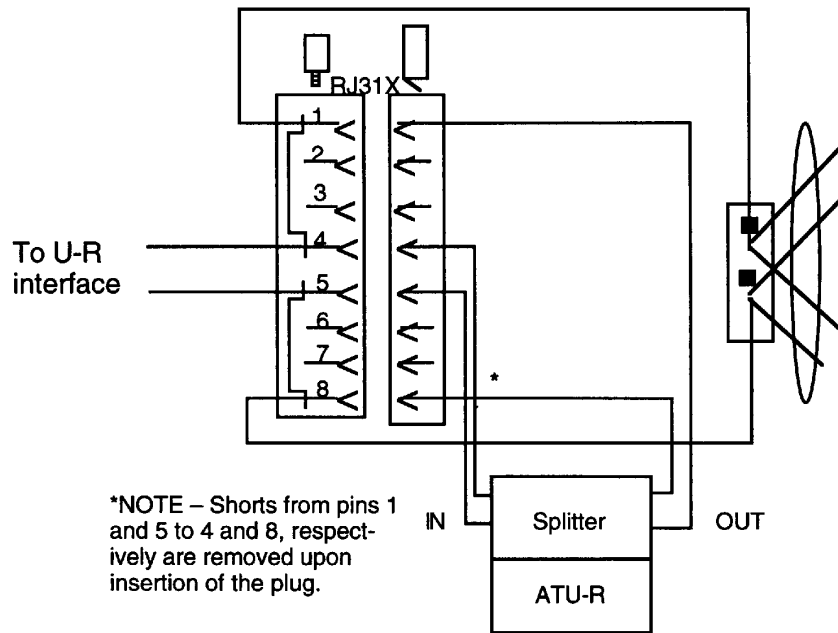 RJ31X
1
2
3
4
5
6
7
8
To U-R
interface
*
*NOTE – Shorts from pins 1
and 5 to 4 and 8, respect-
ively are removed upon
insertion of the plug.
IN
Splitter
OUT
ATU-R